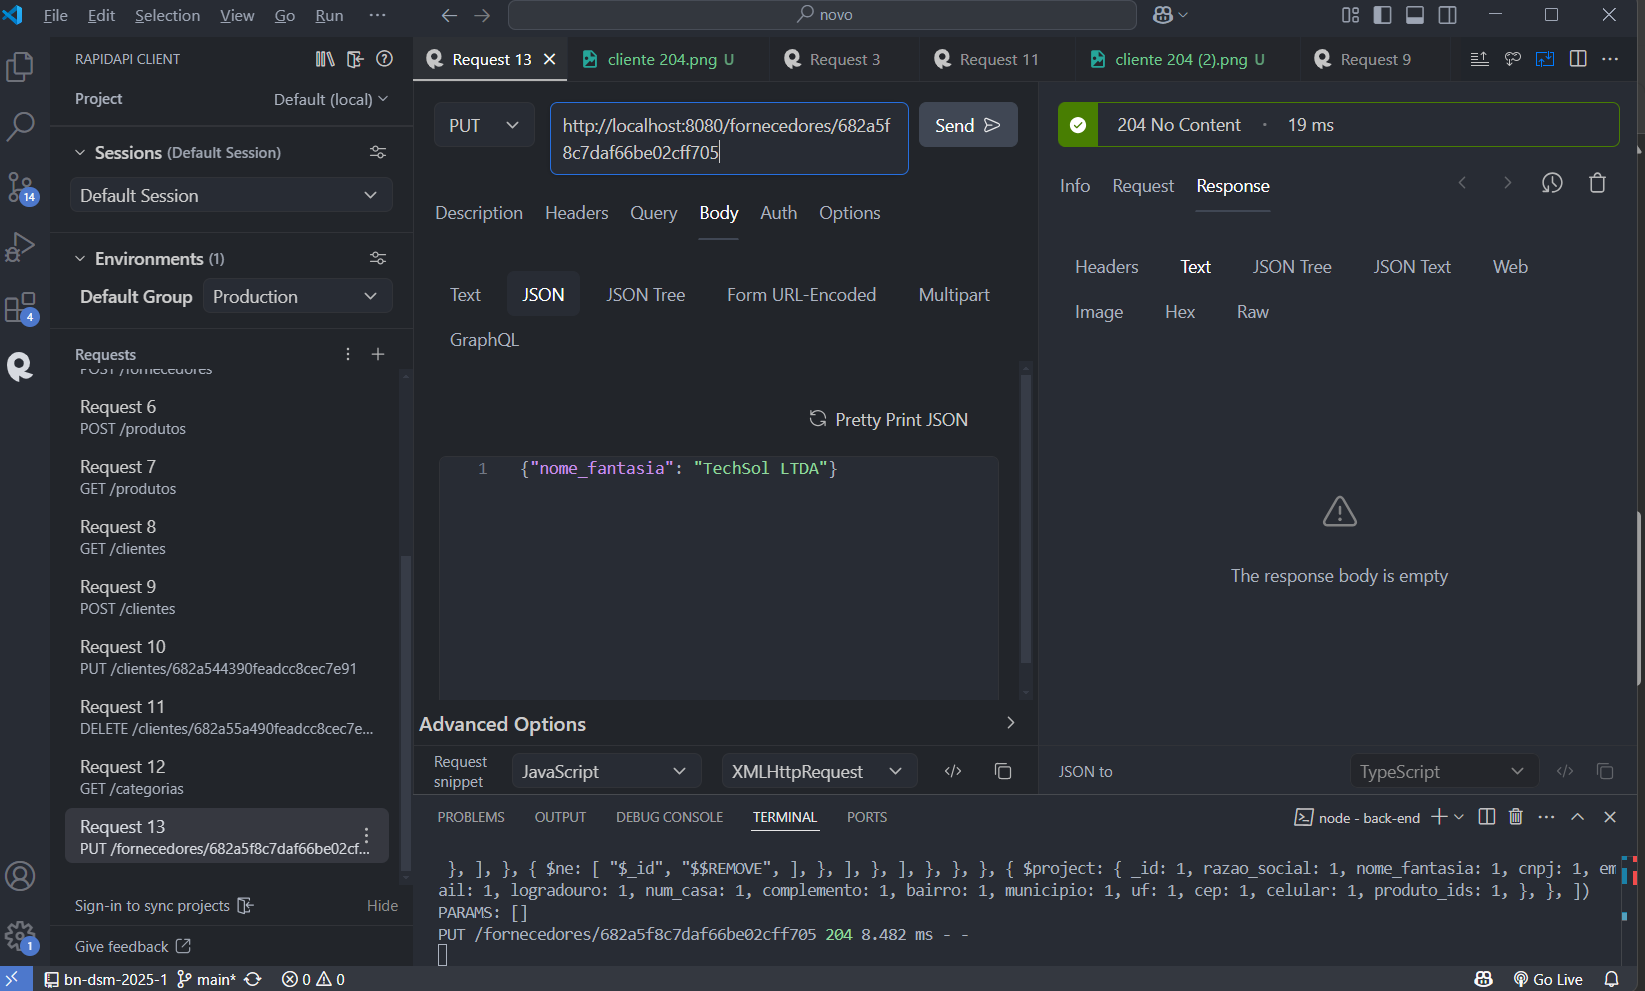 File Edit Selection View Go Run ···
novo
RAPIDAPI CLIENT
Project Default (local)
Sessions (Default Session)
Default Session
Environments (1)
Default Group Production
Requests
POST /fornecedores
Request 6
POST /produtos
Request 7
GET /produtos
Request 8
GET /clientes
Request 9
POST /clientes
Request 10
PUT /clientes/682a544390feadcc8cec7e91
Request 11
DELETE /clientes/682a55a490feadcc8cec7e...
Request 12
GET /categorias
Request 13
PUT /fornecedores/682a5f8c7daf66be02cf...
Sign-in to sync projects Hide
Give feedback
14
4
1
Request 13 cliente 204.png U Request 3 Request 11 cliente 204 (2).png U Request 9
PUT
http://localhost:8080/fornecedores/682a5f
8c7daf66be02cff705
Send
Description Headers Query Body Auth Options
Text JSON JSON Tree Form URL-Encoded Multipart
GraphQL
Pretty Print JSON
1 {"nome_fantasia": "TechSol LTDA"}
Advanced Options
Request
snippet
JavaScript XMLHttpRequest
204 No Content · 19 ms
Info Request Response
Headers Text JSON Tree JSON Text Web
Image Hex Raw
The response body is empty
JSON to TypeScript
PROBLEMS OUTPUT DEBUG CONSOLE TERMINAL PORTS
node - back-end
}, ], }, { $ne: [ "$_id", "$$REMOVE", ], }, ], }, ], }, }, }, { $project: { _id: 1, razao_social: 1, nome_fantasia: 1, cnpj: 1, em
ail: 1, logradouro: 1, num_casa: 1, complemento: 1, bairro: 1, municipio: 1, uf: 1, cep: 1, celular: 1, produto_ids: 1, }, }, ])
PARAMS: []
PUT /fornecedores/682a5f8c7daf66be02cff705 204 8.482 ms - -
bn-dsm-2025-1 main* 0 0 Go Live